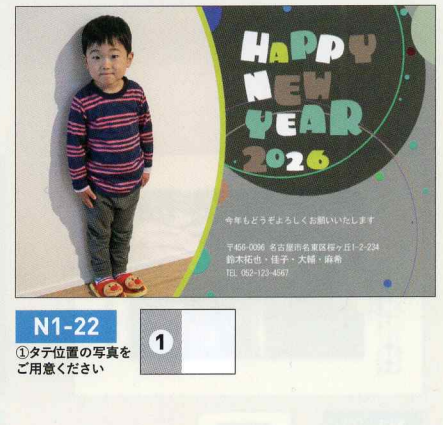 HAPPY
NEW
YEAR
2026
今年もどうぞよろしくお願いいたします
〒456-0096 名古屋市名東区桜ヶ丘1-2-234
鈴木拓也・佳子・大輔・麻希
TEL 052-123-4567
N1-22
①タテ位置の写真を
ご用意ください
1